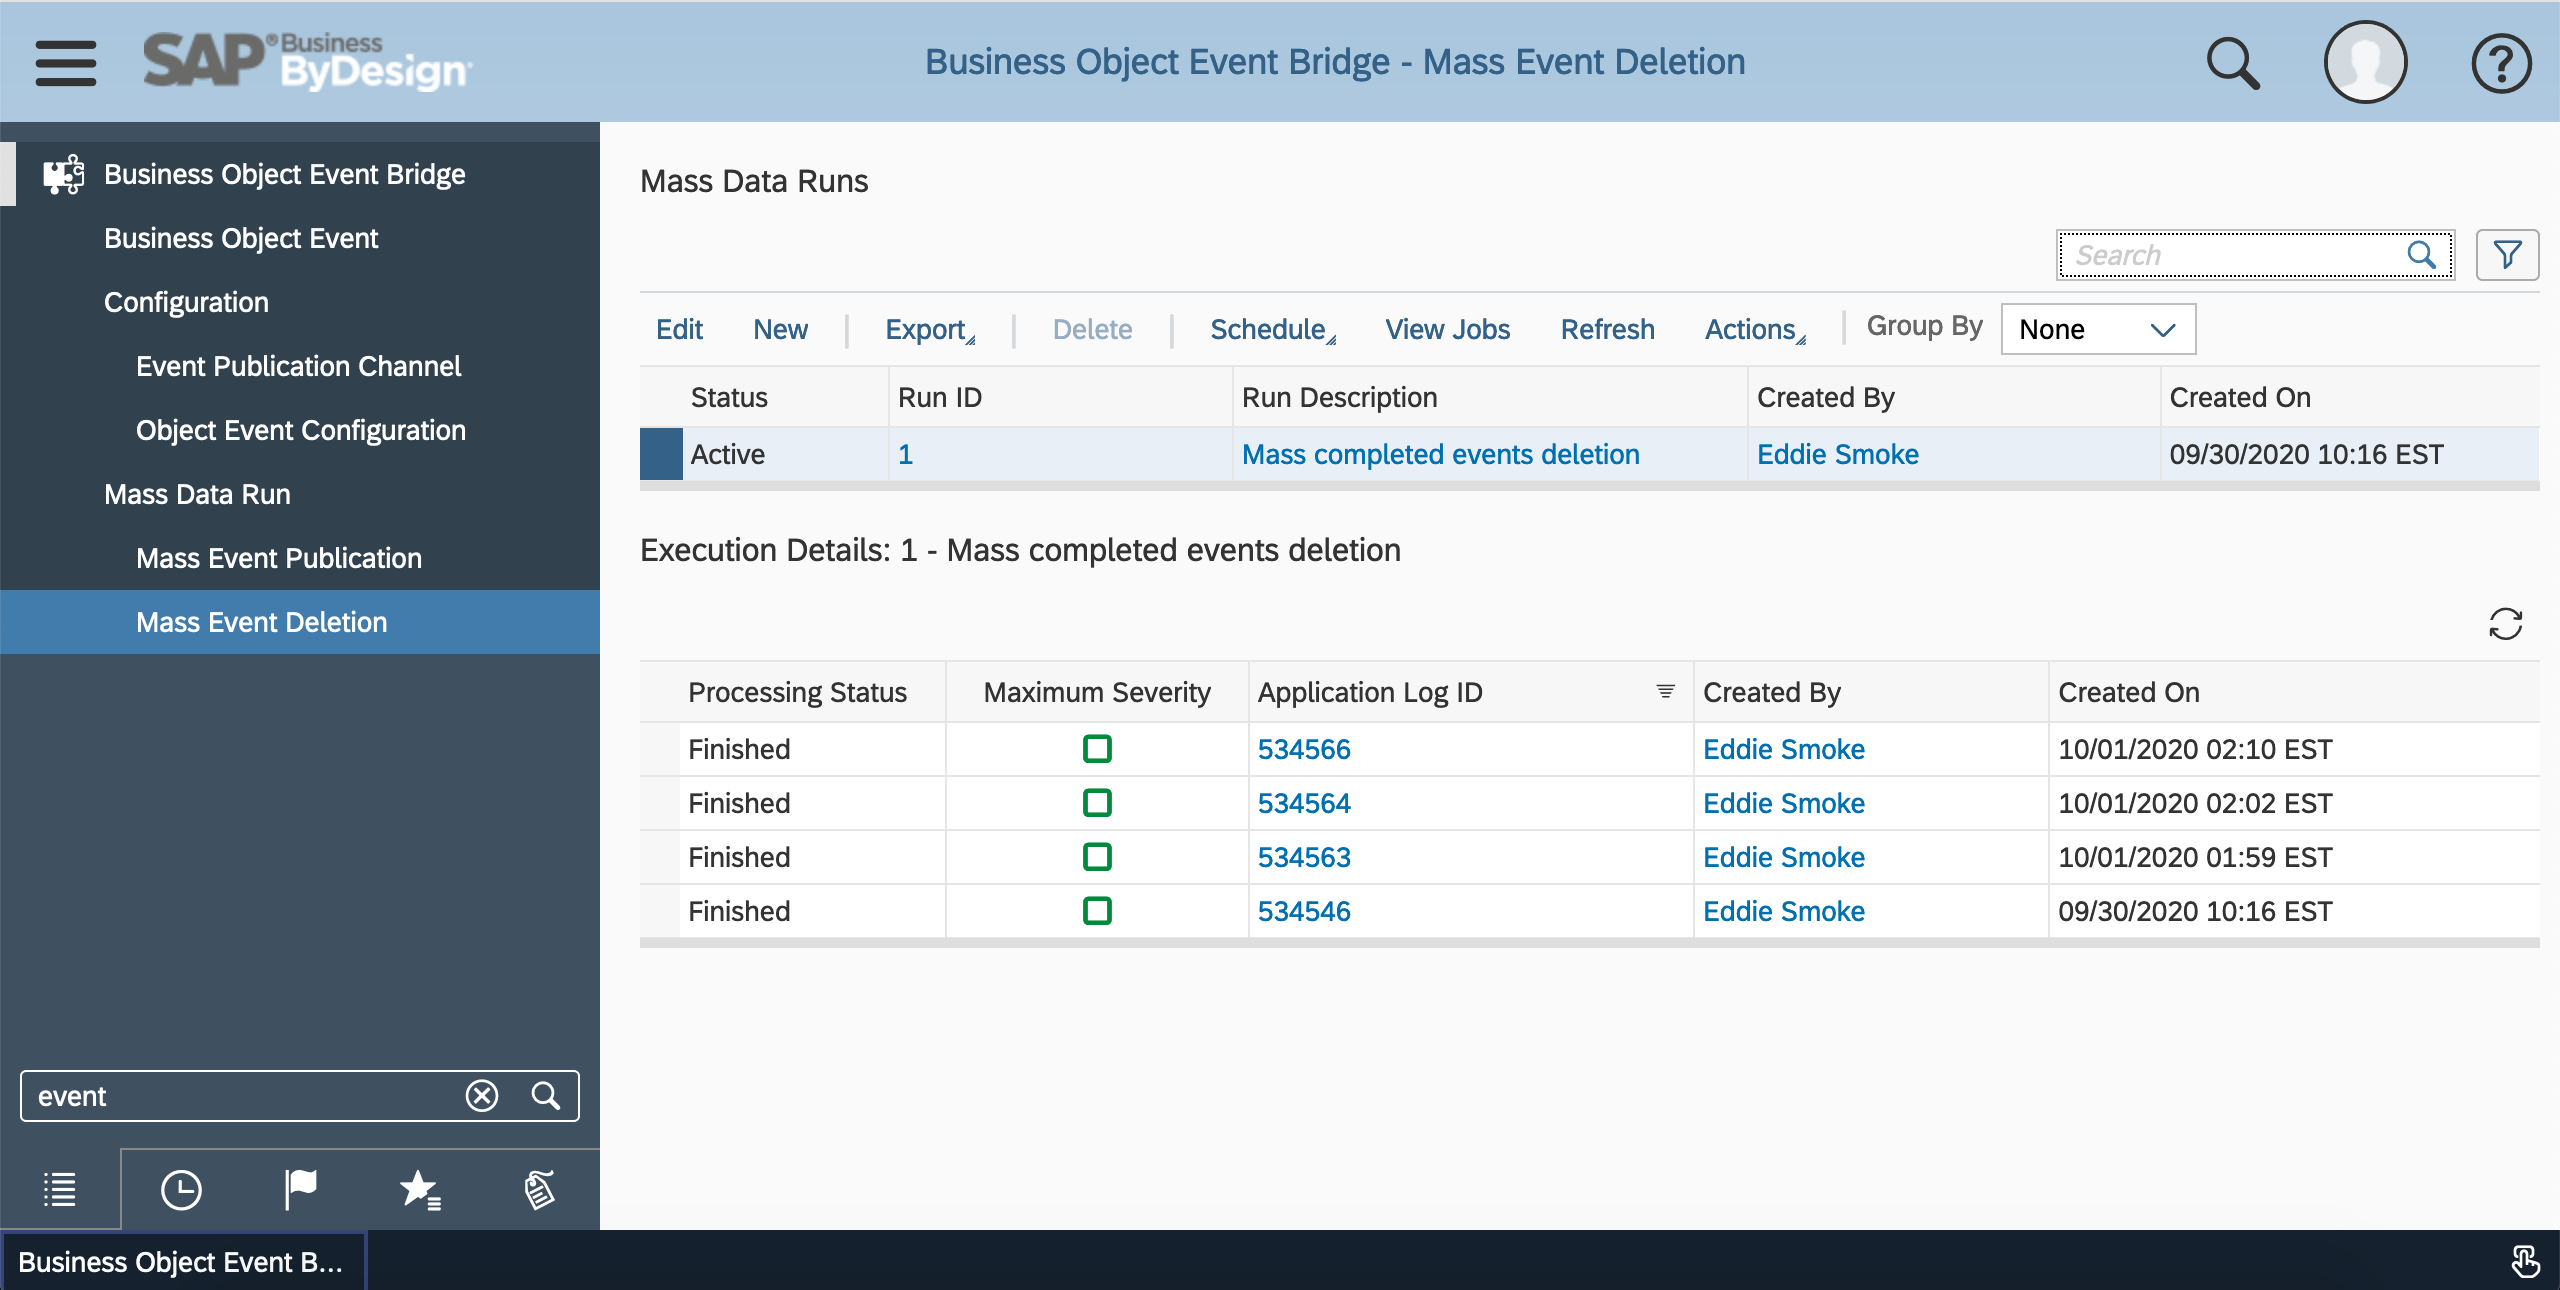 SAP® Business ByDesign
Business Object Event Bridge - Mass Event Deletion
Business Object Event Bridge
Business Object Event
Configuration
Event Publication Channel
Object Event Configuration
Mass Data Run
Mass Event Publication
Mass Event Deletion
event
Mass Data Runs
Search
Edit New Export Delete Schedule View Jobs Refresh Actions Group By None
Status Run ID Run Description Created By Created On
Active 1 Mass completed events deletion Eddie Smoke 09/30/2020 10:16 EST
Execution Details: 1 - Mass completed events deletion
Processing Status Maximum Severity Application Log ID Created By Created On
Finished 534566 Eddie Smoke 10/01/2020 02:10 EST
Finished 534564 Eddie Smoke 10/01/2020 02:02 EST
Finished 534563 Eddie Smoke 10/01/2020 01:59 EST
Finished 534546 Eddie Smoke 09/30/2020 10:16 EST
Business Object Event B...